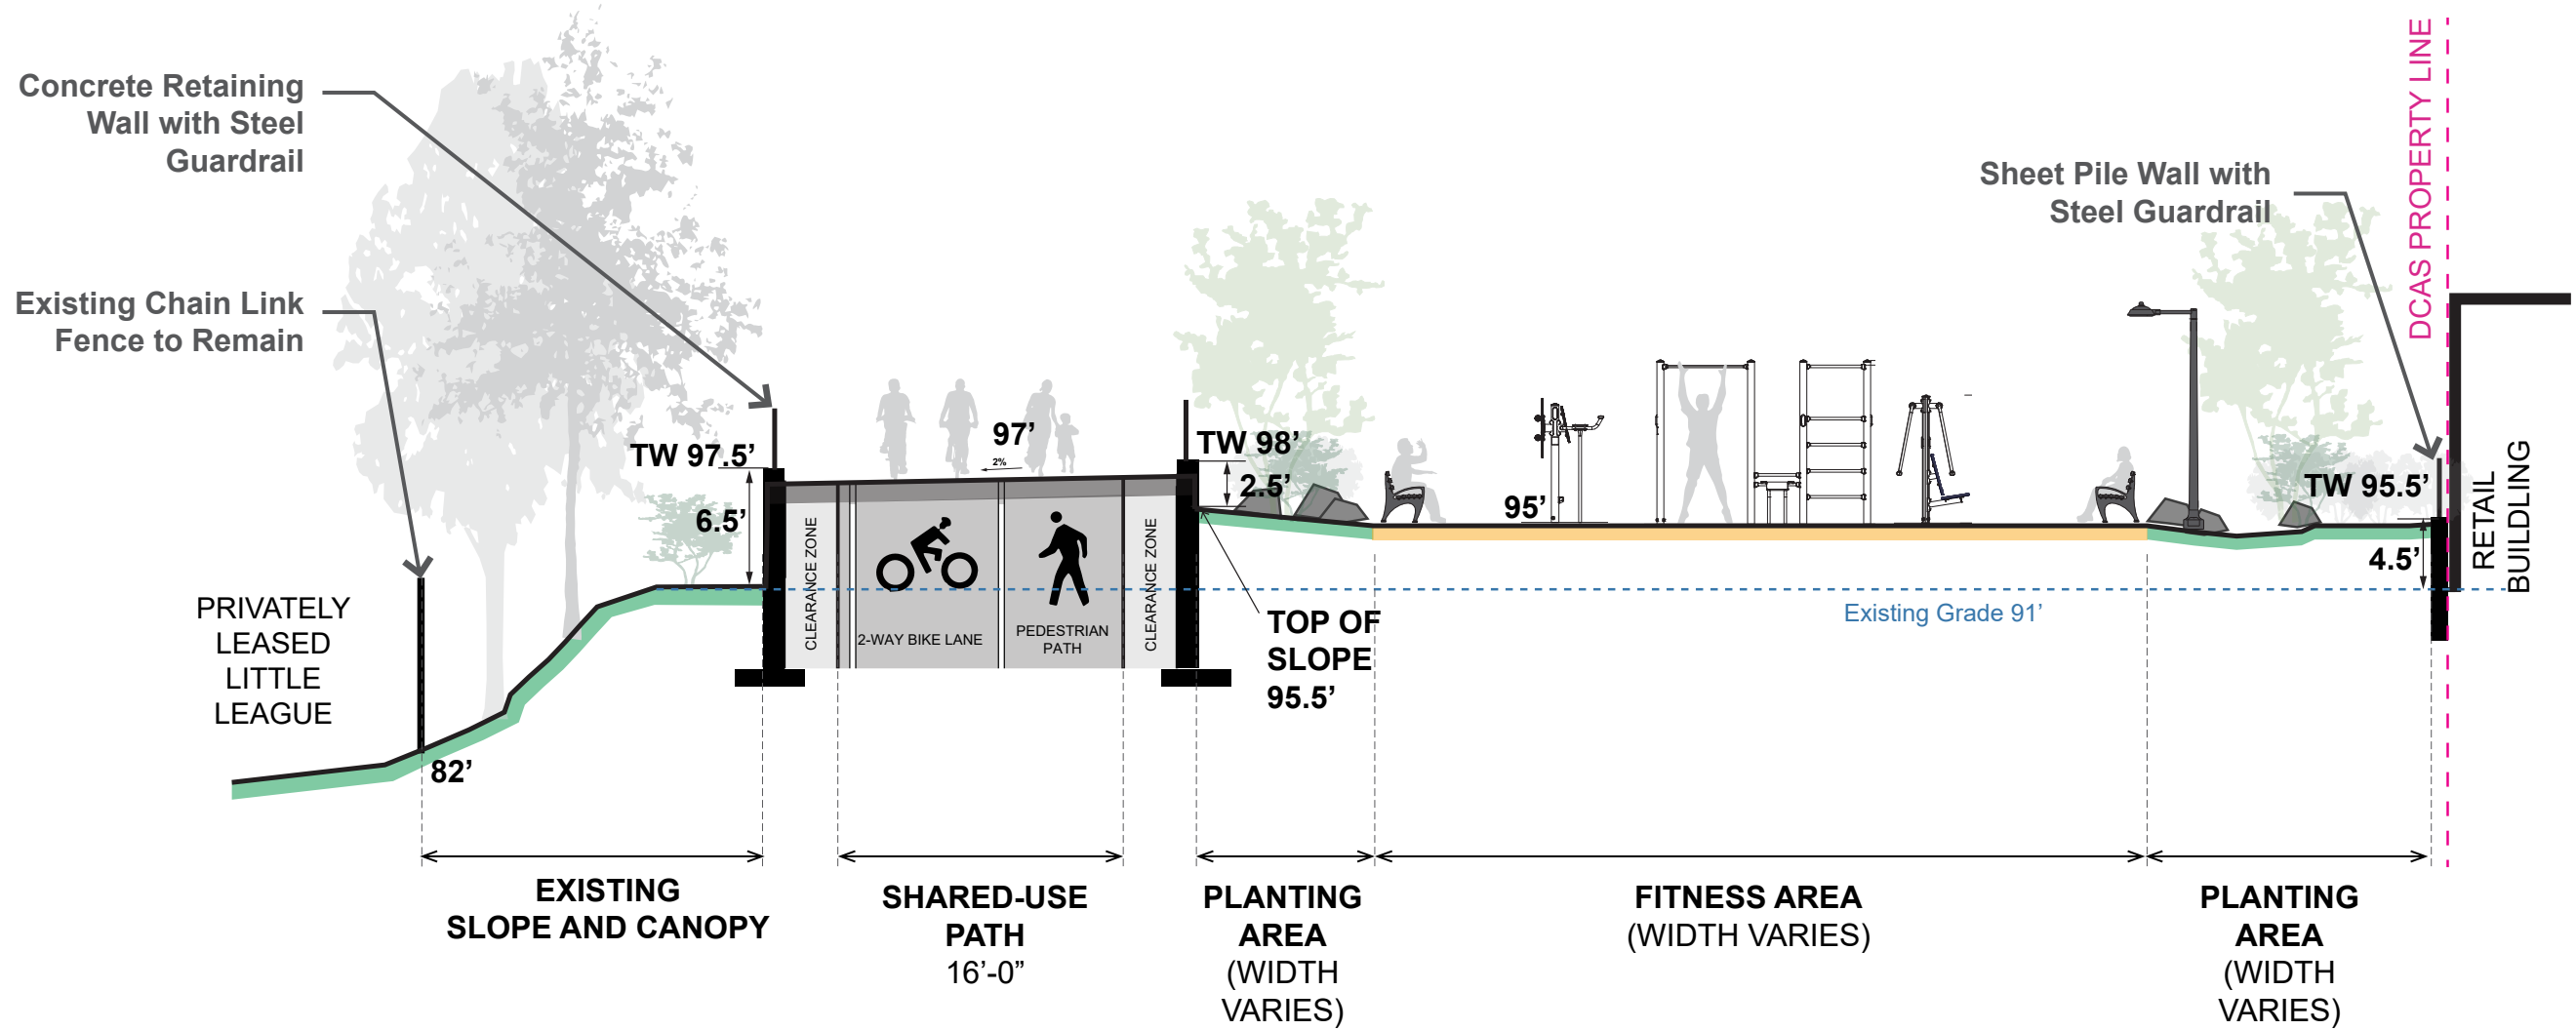 Concrete Retaining
Wall with Steel
Guardrail
Existing Chain Link
Fence to Remain
PRIVATELY
LEASED
LITTLE
LEAGUE
82’
TW 97.5’
6.5’
97’
2%
CLEARANCE ZONE
2-WAY BIKE LANE
PEDESTRIAN
PATH
CLEARANCE ZONE
TW 98’
2.5’
TOP OF
SLOPE
95.5’
95’
Existing Grade 91’
Sheet Pile Wall with
Steel Guardrail
DCAS PROPERTY LINE
TW 95.5’
4.5’
RETAIL
BUILDLING
EXISTING
SLOPE AND CANOPY
SHARED-USE
PATH
16’-0”
PLANTING
AREA
(WIDTH
VARIES)
FITNESS AREA
(WIDTH VARIES)
PLANTING
AREA
(WIDTH
VARIES)